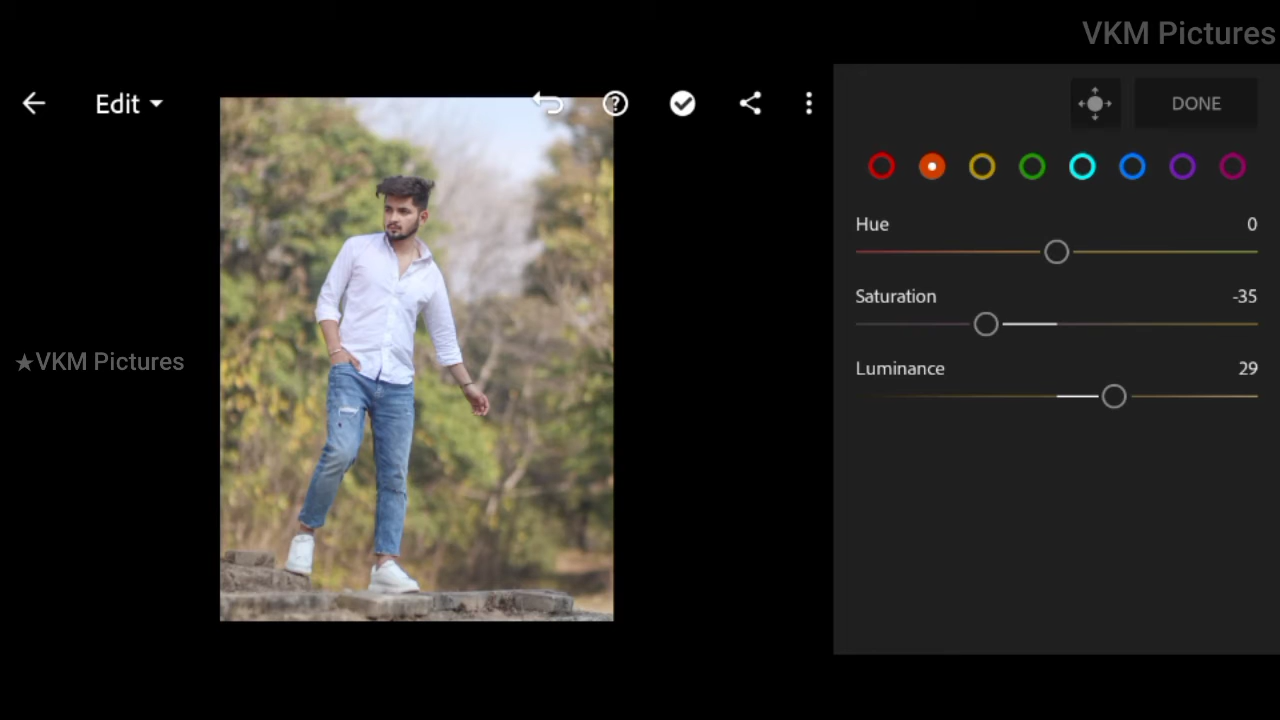 VKM Pictures
Edit
DONE
Hue 0
Saturation -35
★VKM Pictures
Luminance 29